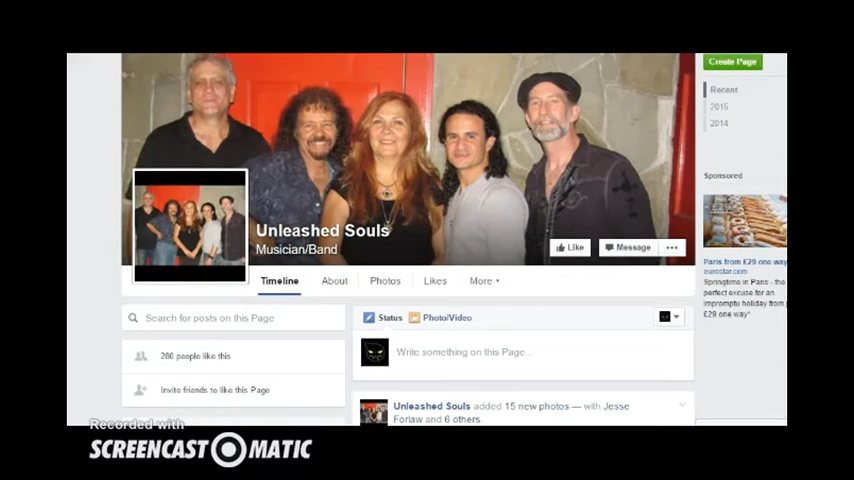 Create Page
Recent
2015
2014
Sponsored
Unleashed Souls
Musician/Band
Like
Message
Timeline
About
Photos
Likes
More
Paris from £29 one way
eurostar.com
Springtime in Paris - the
perfect excuse for an
impromptu holiday from
£29 one way*
Search for posts on this Page
Status
Photo/Video
280 people like this
Write something on this Page...
Invite friends to like this Page
Unleashed Souls added 15 new photos — with Jesse
Forlaw and 6 others.
Recorded with
SCREENCAST-O-MATIC